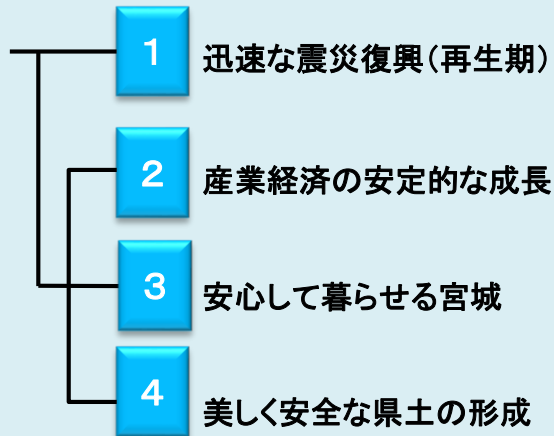 1 迅速な震災復興(再生期)
2 産業経済の安定的な成長
3 安心して暮らせる宮城
4 美しく安全な県土の形成